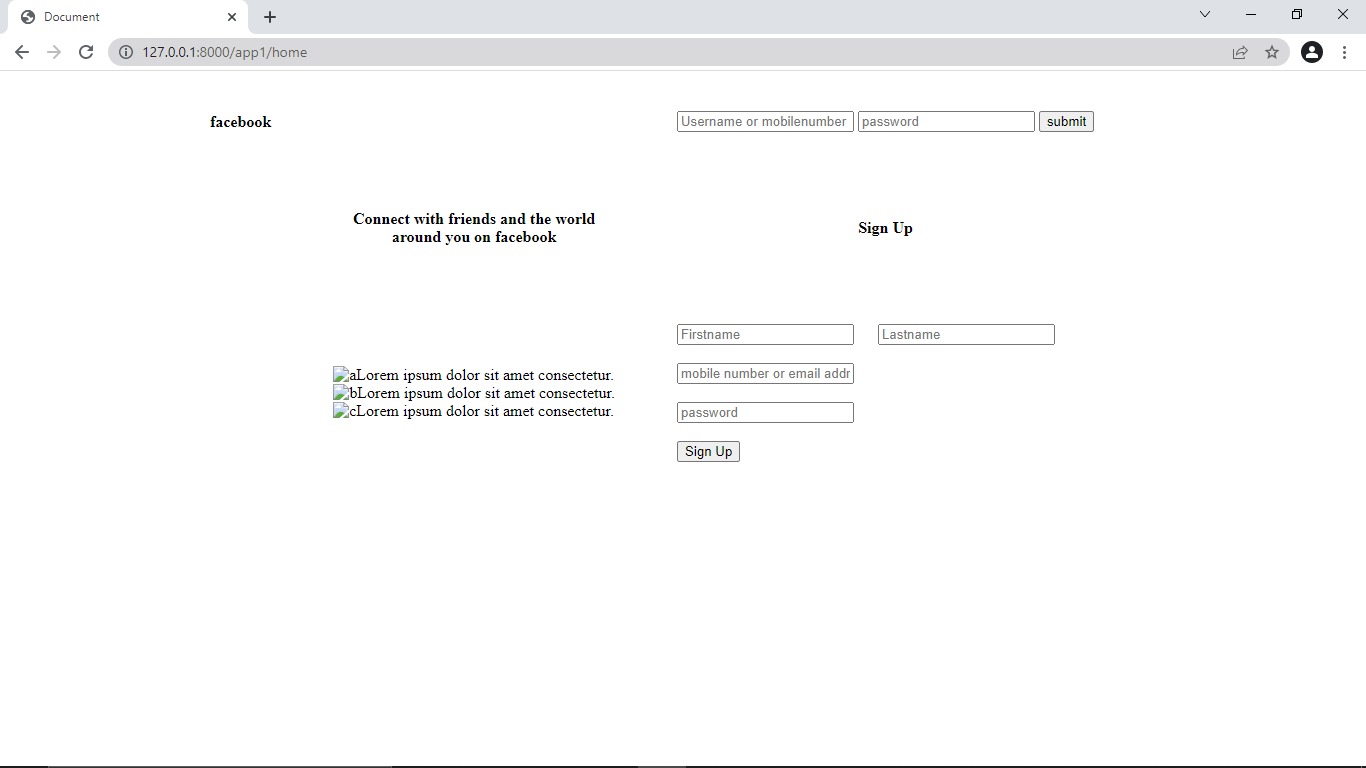 Document
127.0.0.1:8000/app1/home
facebook
Username or mobilenumber password submit
Connect with friends and the world
around you on facebook
Sign Up
Firstname Lastname
mobile number or email addr
aLorem ipsum dolor sit amet consectetur.
bLorem ipsum dolor sit amet consectetur.
cLorem ipsum dolor sit amet consectetur.
password
Sign Up